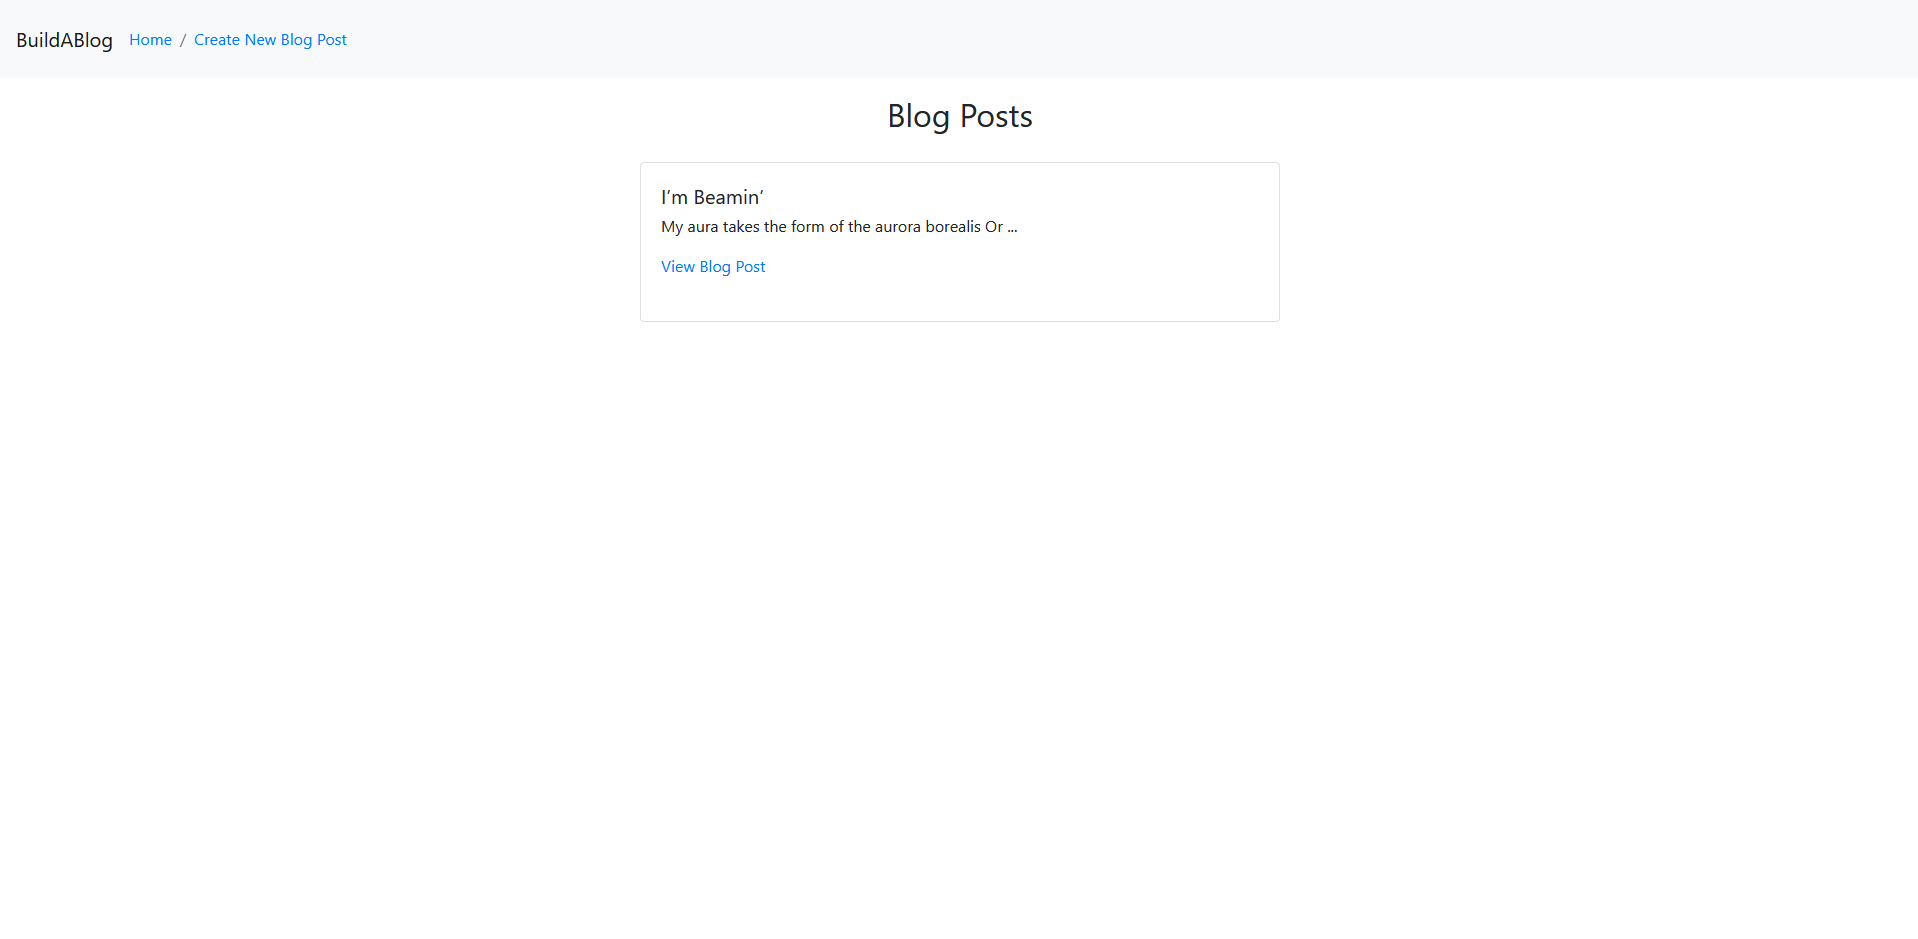 BuildABlog Home / Create New Blog Post
Blog Posts
I’m Beamin’
My aura takes the form of the aurora borealis Or ...
View Blog Post